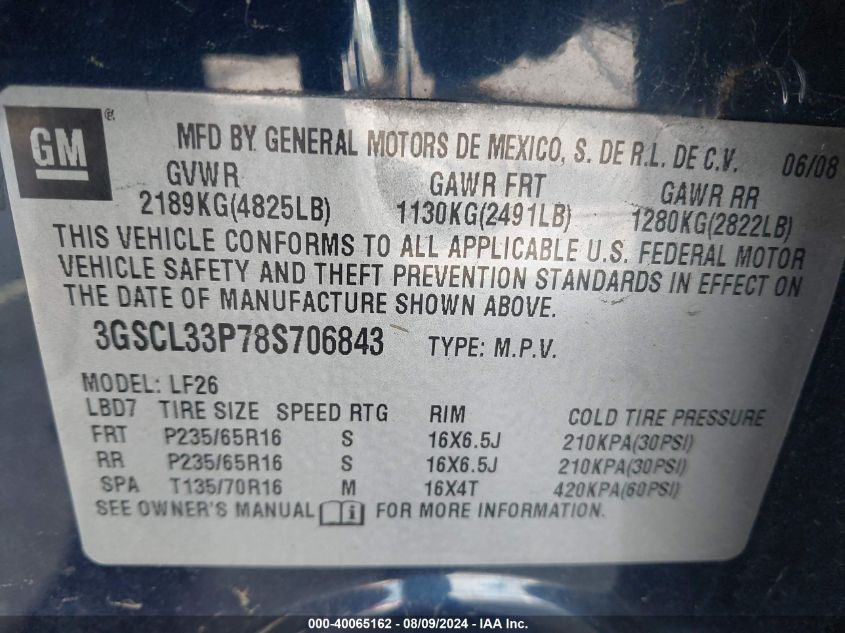 GM ®
MFD BY GENERAL MOTORS DE MEXICO, S. DE R.L. DE C.V. 06/08
GVWR GAWR FRT GAWR RR
2189KG(4825LB) 1130KG(2491LB) 1280KG(2822LB)
THIS VEHICLE CONFORMS TO ALL APPLICABLE U.S. FEDERAL MOTOR
VEHICLE SAFETY AND THEFT PREVENTION STANDARDS IN EFFECT ON
THE DATE OF MANUFACTURE SHOWN ABOVE.
3GSCL33P78S706843 TYPE: M.P.V.
MODEL: LF26
LBD7 TIRE SIZE SPEED RTG RIM COLD TIRE PRESSURE
FRT P235/65R16 S 16X6.5J 210KPA(30PSI)
RR P235/65R16 S 16X6.5J 210KPA(30PSI)
SPA T135/70R16 M 16X4T 420KPA(60PSI)
SEE OWNER'S MANUAL i FOR MORE INFORMATION.
000-40065162 - 08/09/2024 - IAA Inc.